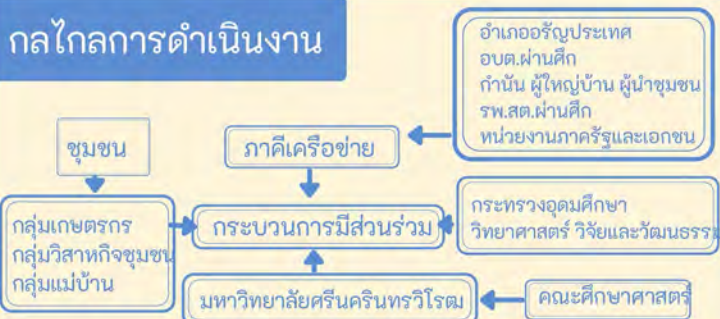 กลไกลการดำเนินงาน
อำเภออรัญประเทศ
อบต.ผ่านศึก
กำนัน ผู้ใหญ่บ้าน ผู้นำชุมชน
รพ.สต.ผ่านศึก
หน่วยงานภาครัฐและเอกชน
ชุมชน
ภาคีเครือข่าย
กลุ่มเกษตรกร
กลุ่มวิสาหกิจชุมชน
กลุ่มแม่บ้าน
กระบวนการมีส่วนร่วม
กระทรวงอุดมศึกษา
วิทยาศาสตร์ วิจัยและวัฒนธรรม
มหาวิทยาลัยศรีนครินทรวิโรฒ
คณะศึกษาศาสตร์